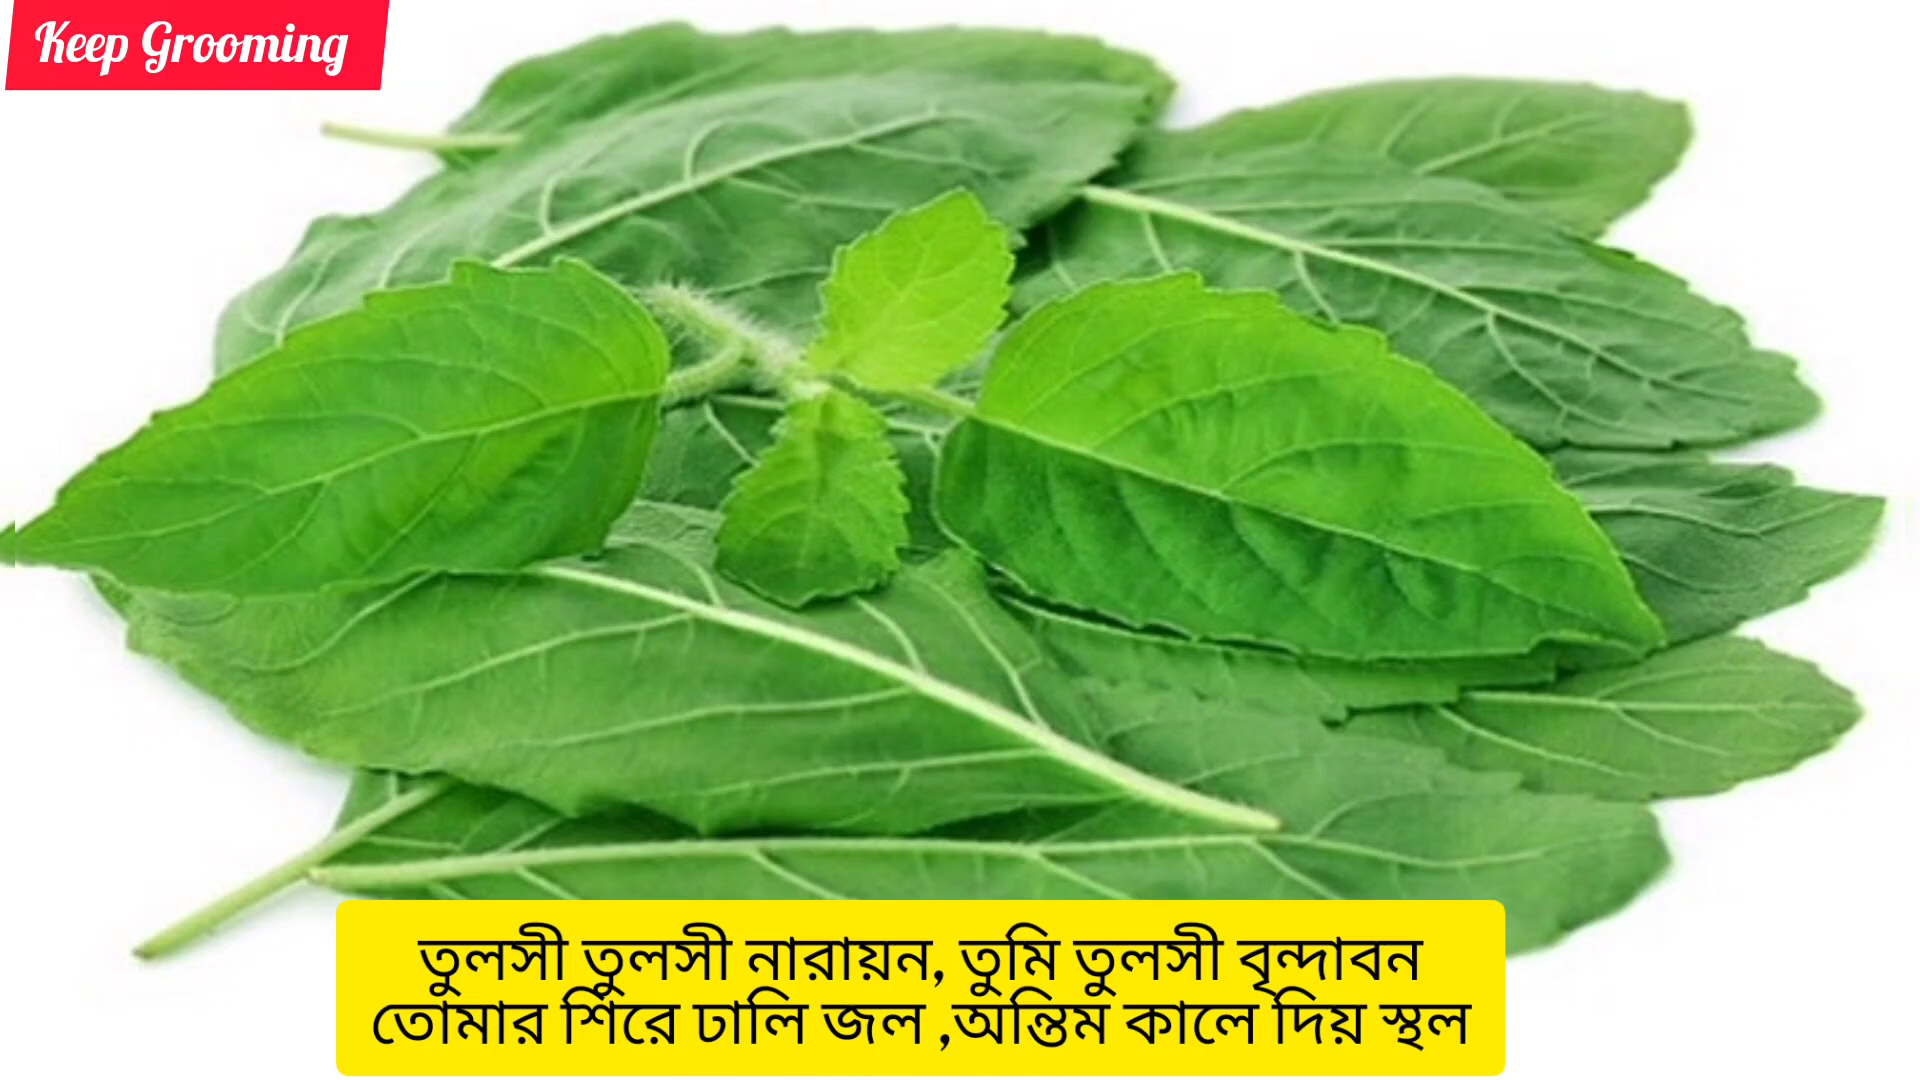 Keep Grooming
তুলসী তুলসী নারায়ন, তুমি তুলসী বৃন্দাবন
তোমার শিরে ঢালি জল ,অন্তিম কালে দিয় স্থল